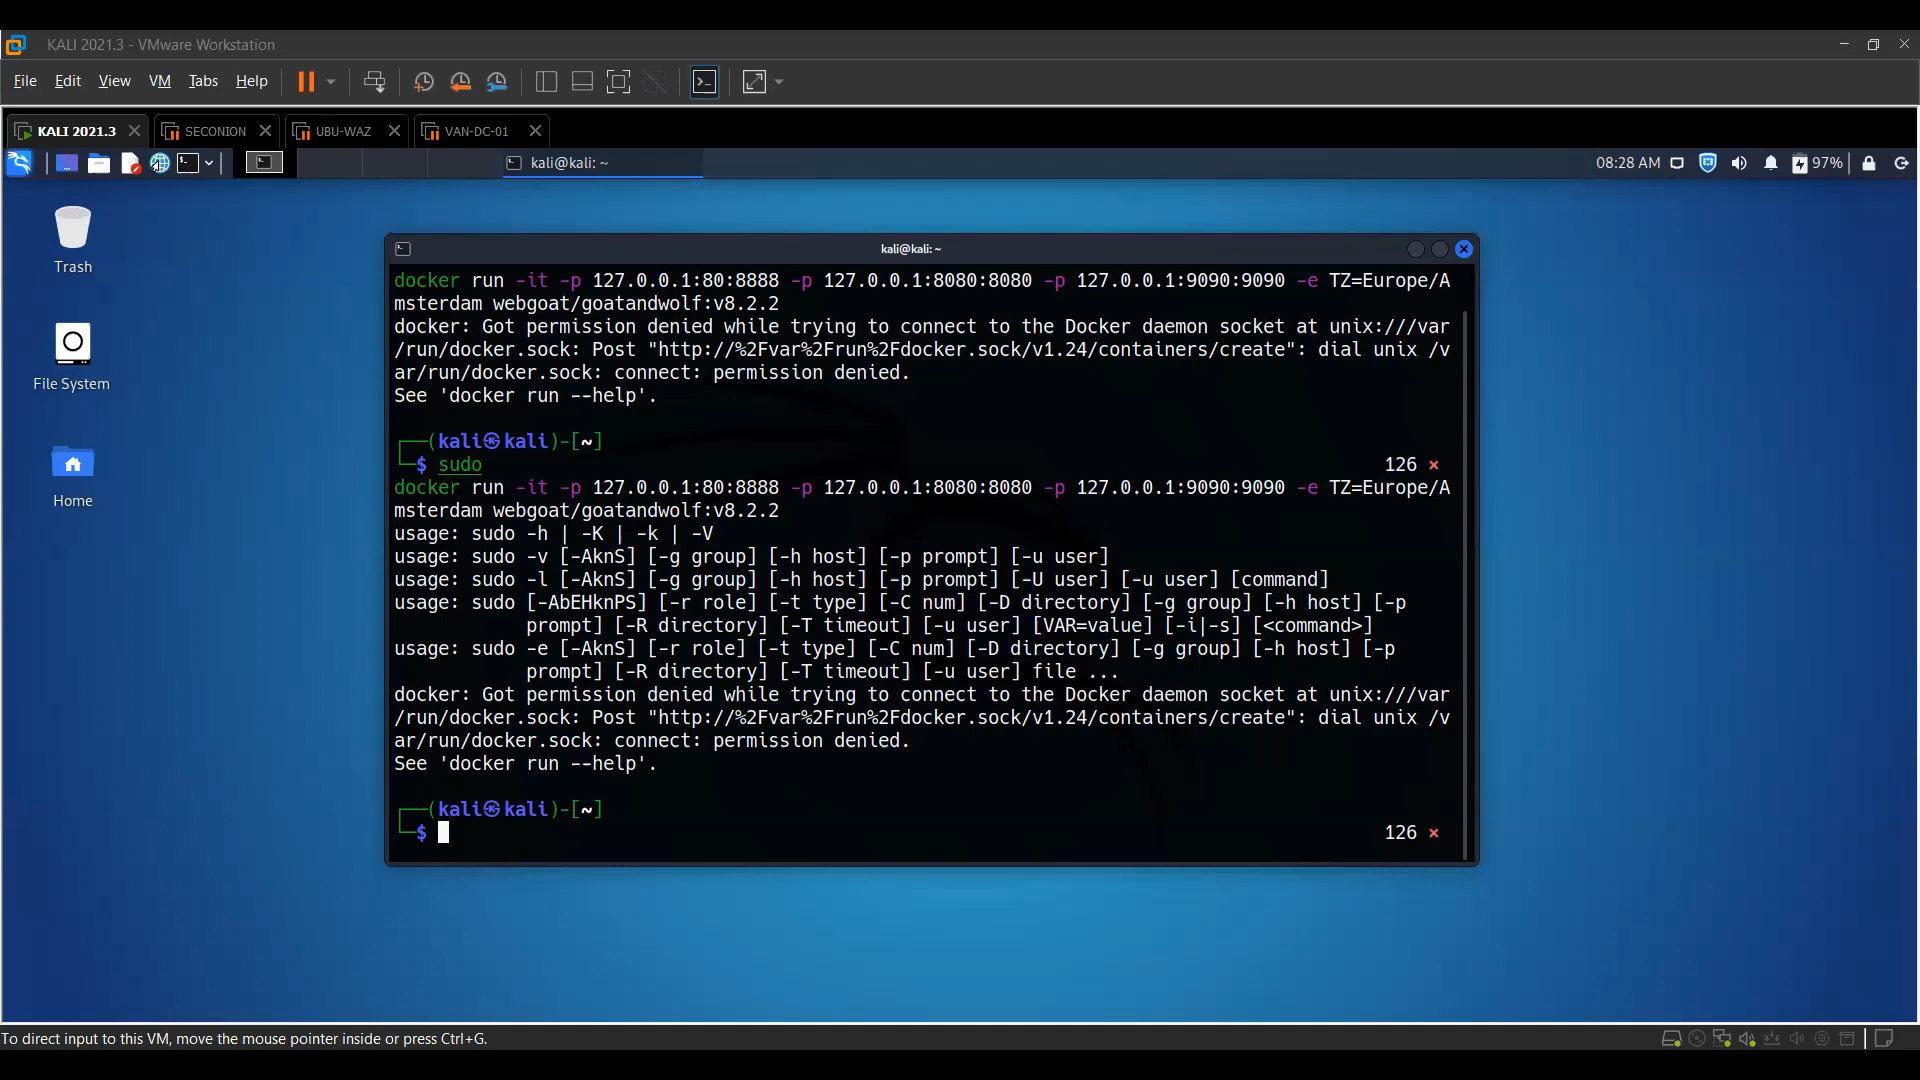 KALI 2021.3 - VMware Workstation
File Edit View VM Tabs Help
KALI 2021.3 SECONION UBU-WAZ VAN-DC-01
kali@kali: ~ 08:28 AM 97%
Trash
File System
Home
kali@kali: ~
docker run -it -p 127.0.0.1:80:8888 -p 127.0.0.1:8080:8080 -p 127.0.0.1:9090:9090 -e TZ=Europe/A
msterdam webgoat/goatandwolf:v8.2.2
docker: Got permission denied while trying to connect to the Docker daemon socket at unix:///var
/run/docker.sock: Post "http://%2Fvar%2Frun%2Fdocker.sock/v1.24/containers/create": dial unix /v
ar/run/docker.sock: connect: permission denied.
See 'docker run --help'.
┌──(kali㉿kali)-[~]
└─$ sudo 126 ⨯
docker run -it -p 127.0.0.1:80:8888 -p 127.0.0.1:8080:8080 -p 127.0.0.1:9090:9090 -e TZ=Europe/A
msterdam webgoat/goatandwolf:v8.2.2
usage: sudo -h | -K | -k | -V
usage: sudo -v [-AknS] [-g group] [-h host] [-p prompt] [-u user]
usage: sudo -l [-AknS] [-g group] [-h host] [-p prompt] [-U user] [-u user] [command]
usage: sudo [-AbEHknPS] [-r role] [-t type] [-C num] [-D directory] [-g group] [-h host] [-p
prompt] [-R directory] [-T timeout] [-u user] [VAR=value] [-i|-s] [<command>]
usage: sudo -e [-AknS] [-r role] [-t type] [-C num] [-D directory] [-g group] [-h host] [-p
prompt] [-R directory] [-T timeout] [-u user] file ...
docker: Got permission denied while trying to connect to the Docker daemon socket at unix:///var
/run/docker.sock: Post "http://%2Fvar%2Frun%2Fdocker.sock/v1.24/containers/create": dial unix /v
ar/run/docker.sock: connect: permission denied.
See 'docker run --help'.
┌──(kali㉿kali)-[~]
└─$ 126 ⨯
To direct input to this VM, move the mouse pointer inside or press Ctrl+G.